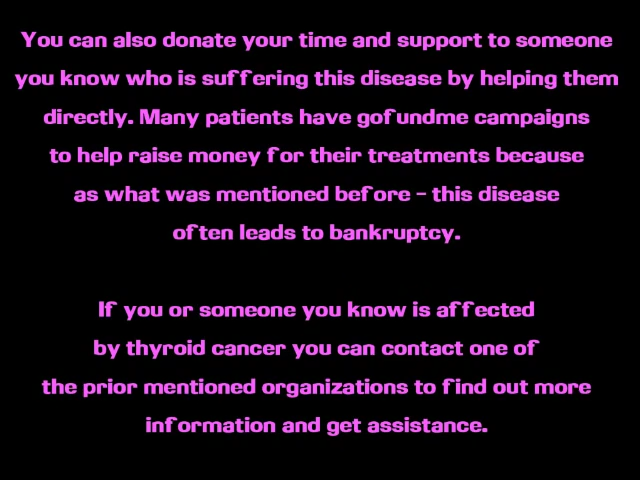 You can also donate your time and support to someone
you know who is suffering this disease by helping them
directly. Many patients have gofundme campaigns
to help raise money for their treatments because
as what was mentioned before - this disease
often leads to bankruptcy.
If you or someone you know is affected
by thyroid cancer you can contact one of
the prior mentioned organizations to find out more
information and get assistance.